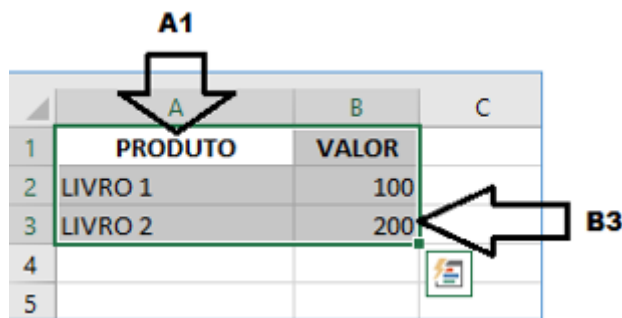 A1
A B C
1 PRODUTO VALOR
2 LIVRO 1 100
3 LIVRO 2 200 B3
4
5